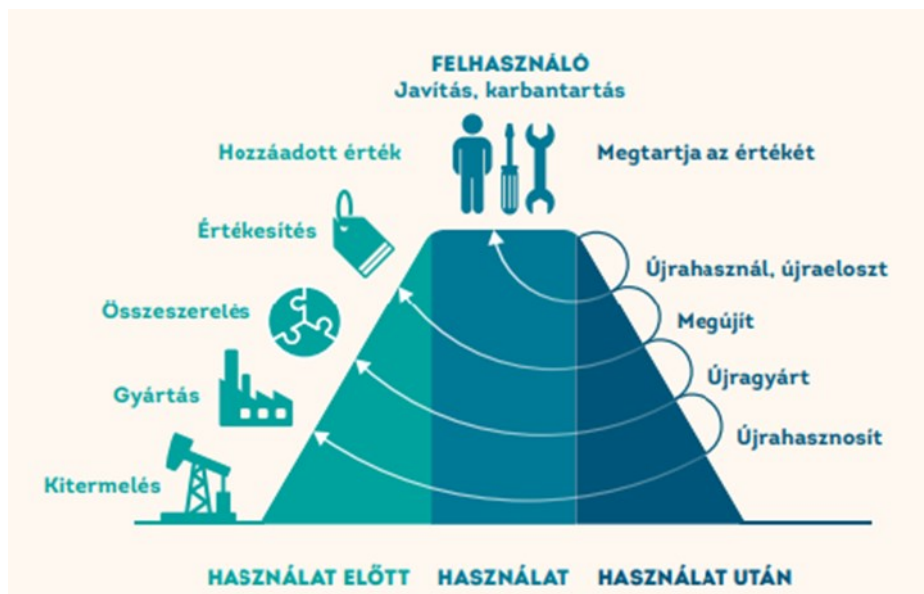 FELHASZNÁLÓ
Javítás, karbantartás
Hozzáadott érték
Megtartja az értékét
Értékesítés
Újrahasznál, újraeloszt
Összeszerelés
Megújít
Gyártás
Újragyárt
Újrahasznosít
Kitermelés
HASZNÁLAT ELŐTT HASZNÁLAT HASZNÁLAT UTÁN